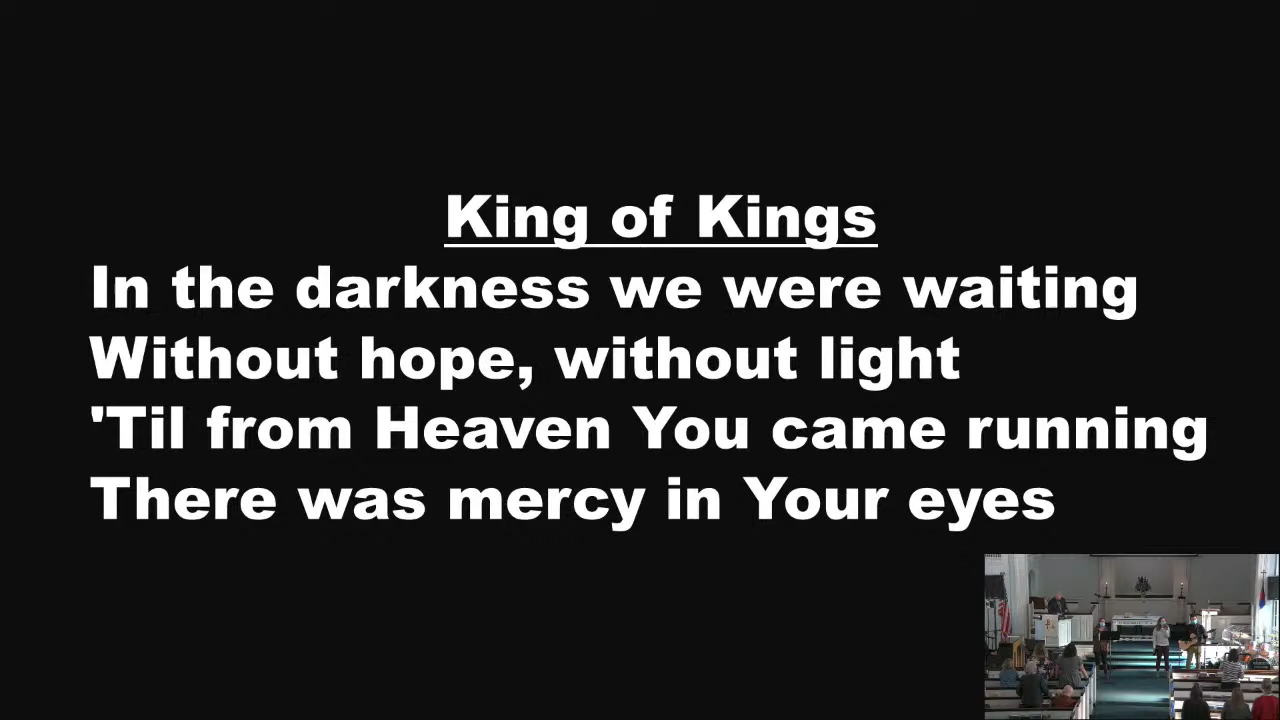 King of Kings
In the darkness we were waiting
Without hope, without light
'Til from Heaven You came running
There was mercy in Your eyes